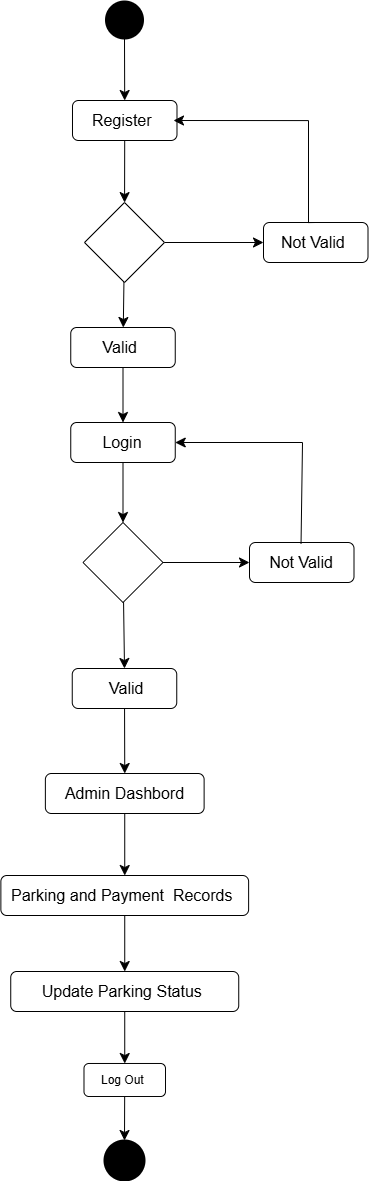 Register
Not Valid
Valid
Login
Not Valid
Valid
Admin Dashbord
Parking and Payment  Records
Update Parking Status
Log Out